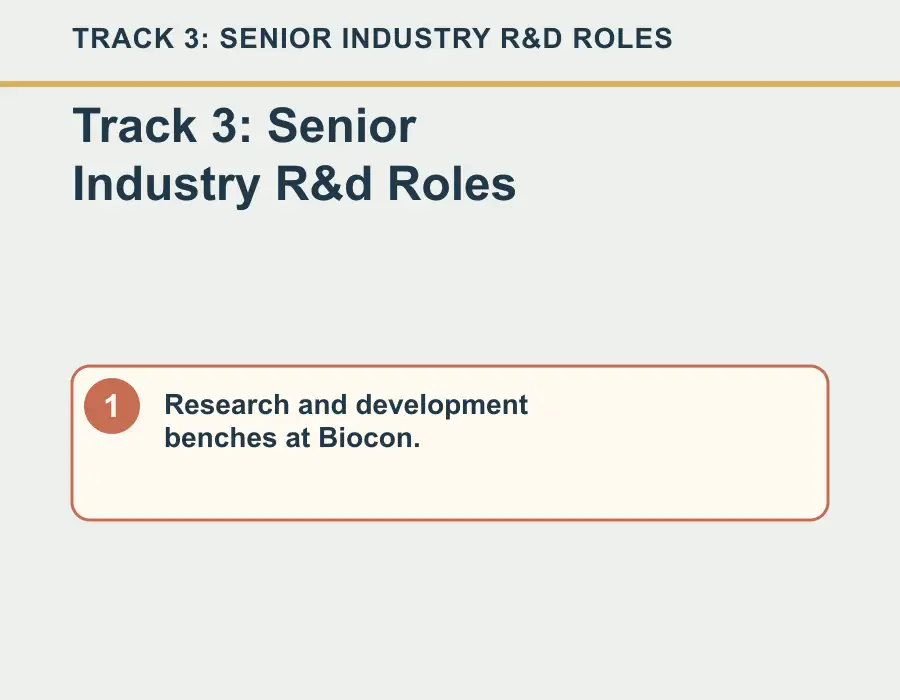 TRACK 3: SENIOR INDUSTRY R&D ROLES
Track 3: Senior
Industry R&d Roles
1
Research and development
benches at Biocon.